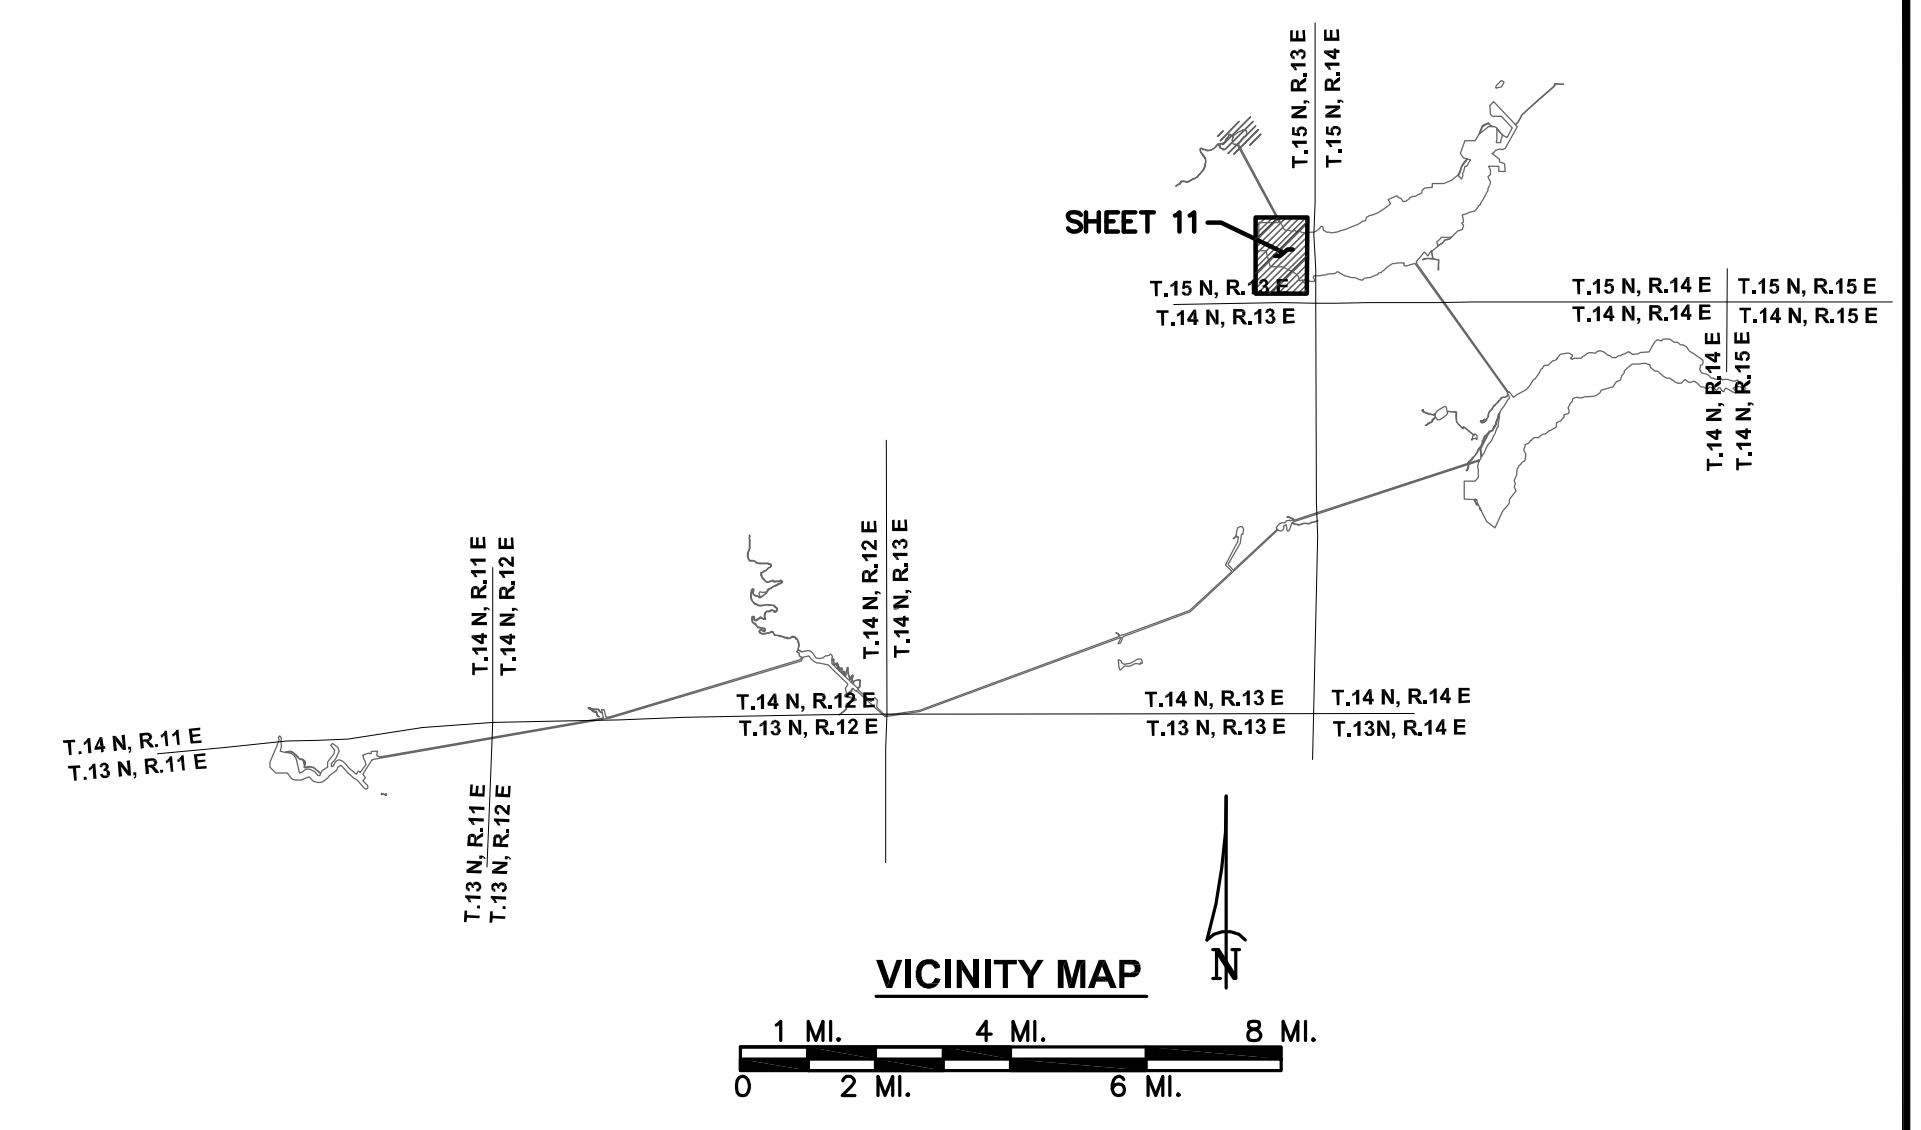 T.15 N, R.13 E
T.15 N, R.14 E
SHEET 11
T.15 N, R.13 E
T.14 N, R.13 E
T.15 N, R.14 E
T.14 N, R.14 E
T.15 N, R.15 E
T.14 N, R.15 E
T.14 N, R.14 E
T.14 N, R.15 E
T.14 N, R.11 E
T.14 N, R.12 E
T.14 N, R.12 E
T.14 N, R.13 E
T.14 N, R.12 E
T.13 N, R.12 E
T.14 N, R.13 E
T.13 N, R.13 E
T.14 N, R.14 E
T.13N, R.14 E
T.14 N, R.11 E
T.13 N, R.11 E
T.13 N, R.11 E
T.13 N, R.12 E
N
VICINITY MAP
1 MI. 4 MI. 8 MI.
0 2 MI. 6 MI.